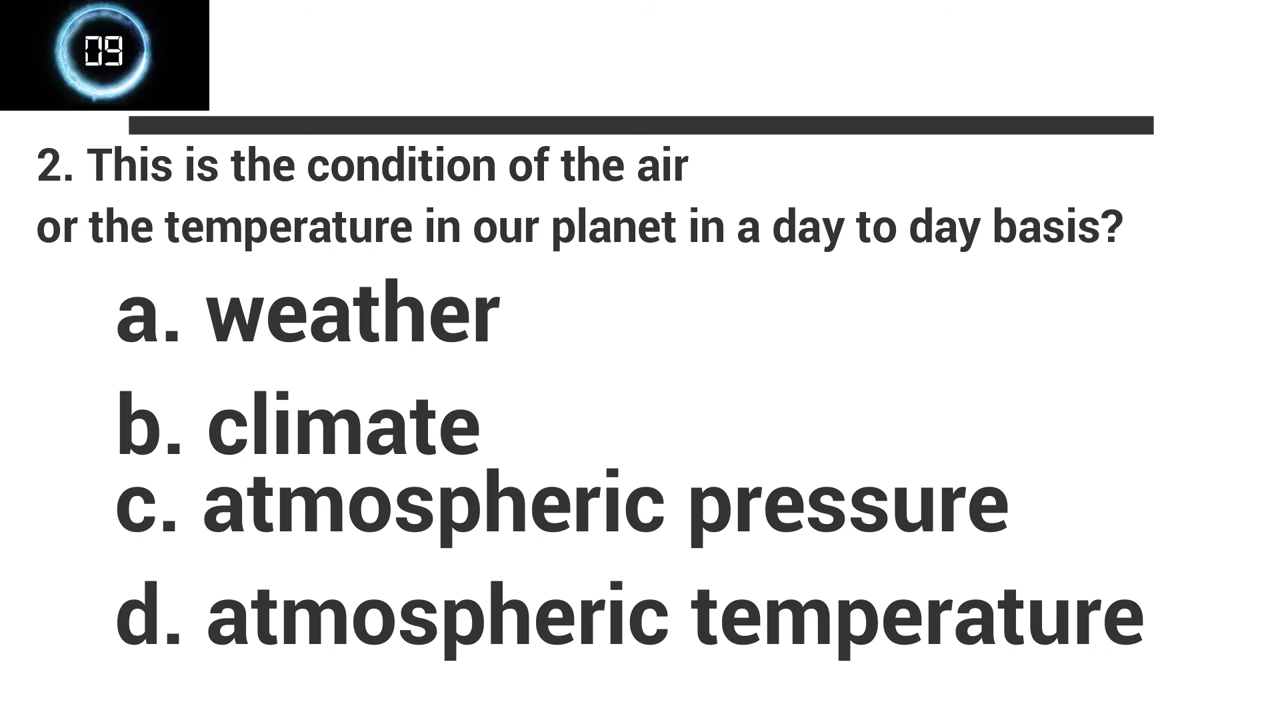 09
2. This is the condition of the air
or the temperature in our planet in a day to day basis?
a. weather
b. climate
c. atmospheric pressure
d. atmospheric temperature